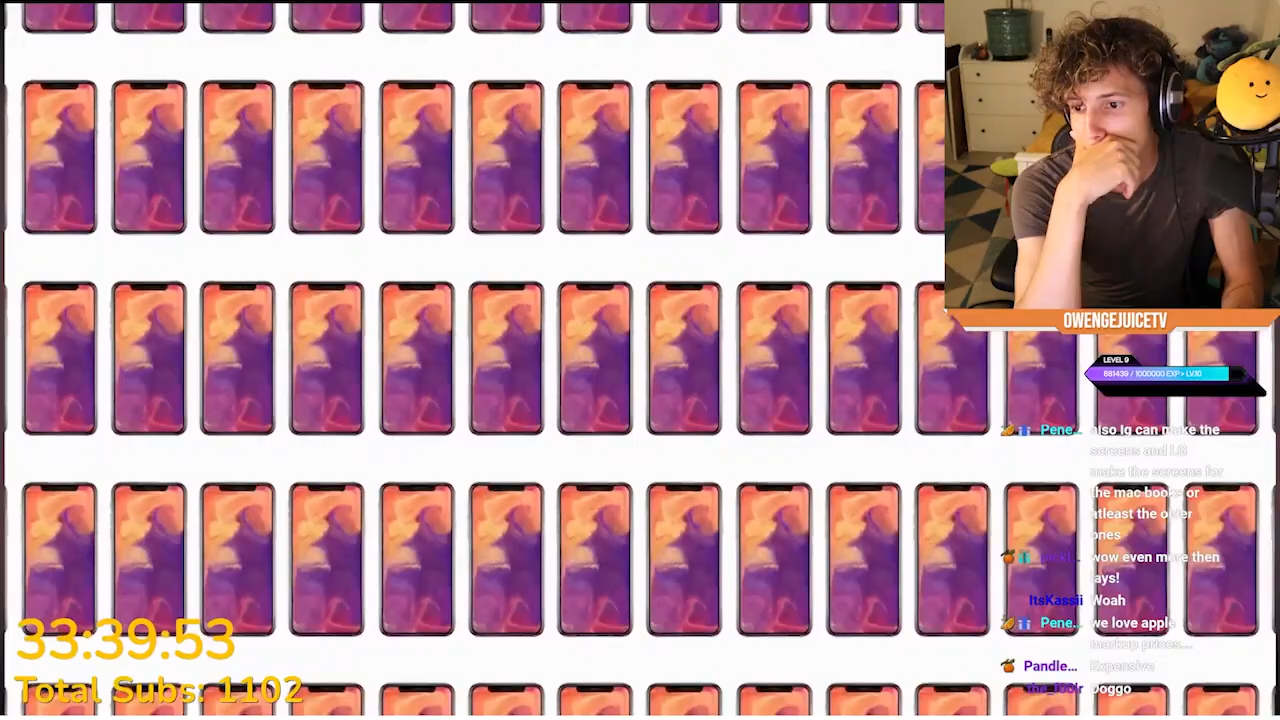 OWENGEJUICETV
LEVEL 9
881439 / 1000000 EXP > LV.10
Pene... also lg can make the
screens and LG
make the screens for
the mac books or
atleast the older
ones
wow even more then
lays!
ItsKassii Woah
Pene... we love apple
markup prices...
Pandle... Expensive
Doggo
33:39:53
Total Subs: 1102